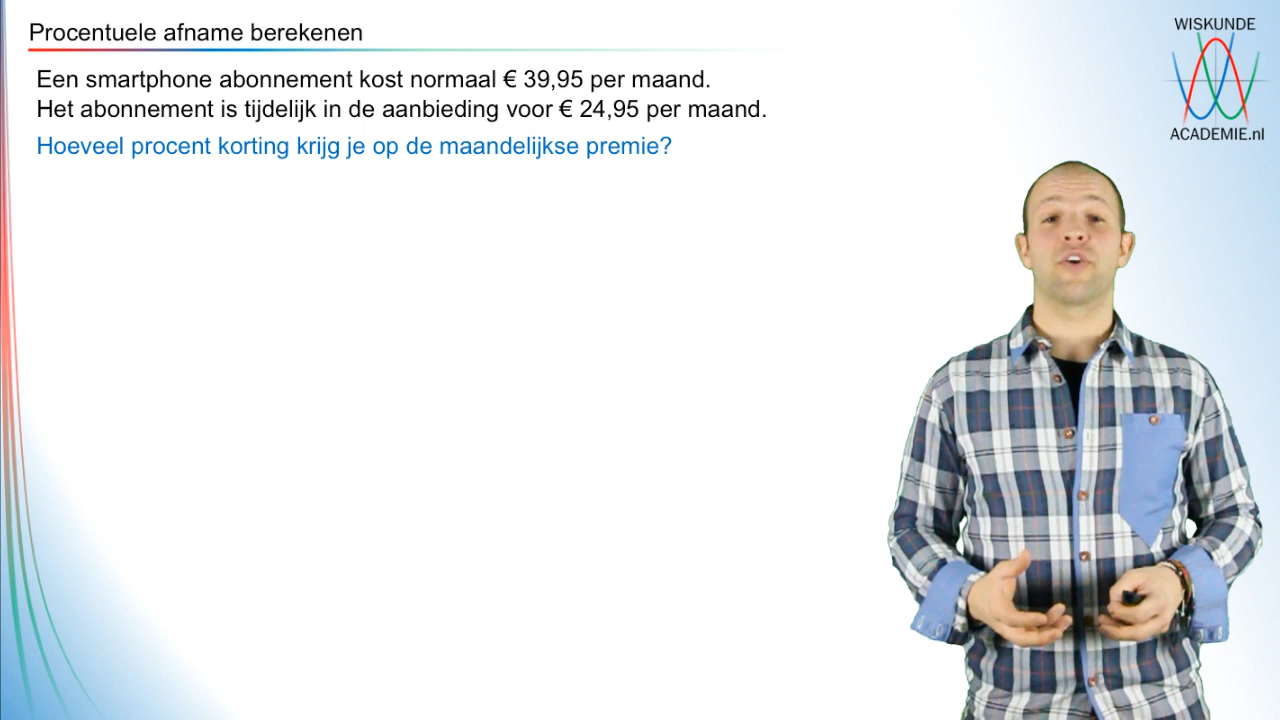 Procentuele afname berekenen
Een smartphone abonnement kost normaal € 39,95 per maand.
Het abonnement is tijdelijk in de aanbieding voor € 24,95 per maand.
Hoeveel procent korting krijg je op de maandelijkse premie?
WISKUNDE
ACADEMIE.nl